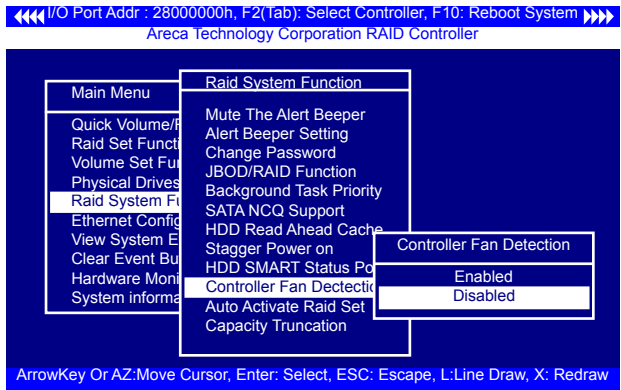 I/O Port Addr : 28000000h, F2(Tab): Select Controller, F10: Reboot System
Areca Technology Corporation RAID Controller
Main Menu
Quick Volume/
Raid Set Functi
Volume Set Fu
Physical Drives
Raid System F
Ethernet Config
View System E
Clear Event Bu
Hardware Moni
System informa
Raid System Function
Mute The Alert Beeper
Alert Beeper Setting
Change Password
JBOD/RAID Function
Background Task Priority
SATA NCQ Support
HDD Read Ahead Cache
Stagger Power on
HDD SMART Status Po
Controller Fan Dectectio
Auto Activate Raid Set
Capacity Truncation
Controller Fan Detection
Enabled
Disabled
ArrowKey Or AZ:Move Cursor, Enter: Select, ESC: Escape, L:Line Draw, X: Redraw